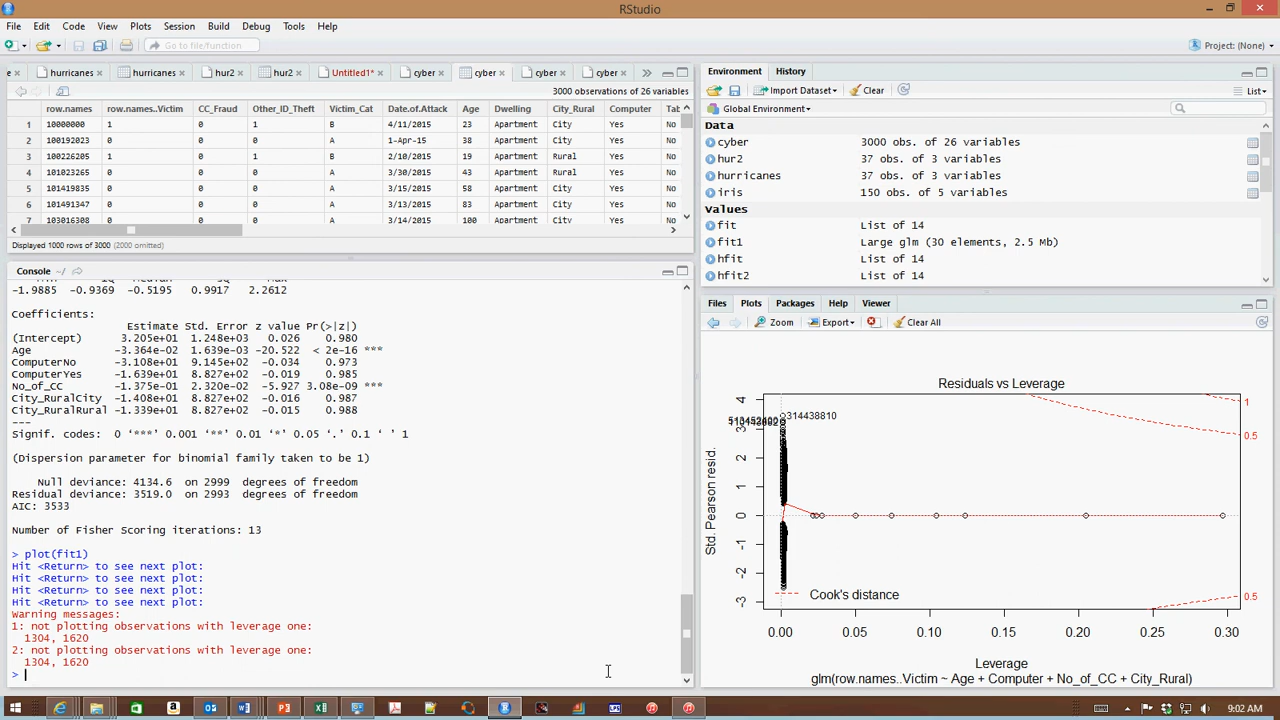 RStudio
File Edit Code View Plots Session Build Debug Tools Help
Go to file/function
Project: (None)
hurricanes hurricanes hur2 hur2 Untitled1* cyber cyber cyber cyber
3000 observations of 26 variables
row.names row.names..Victim CC_Fraud Other_ID_Theft Victim_Cat Date.of.Attack Age Dwelling City_Rural Computer Tab
1 10000000 1 0 1 B 4/11/2015 23 Apartment City Yes No
2 100192023 0 0 0 A 1-Apr-15 38 Apartment City Yes No
3 100226205 1 0 1 B 2/10/2015 19 Apartment Rural Yes No
4 101023265 0 0 0 A 3/30/2015 43 Apartment Rural Yes No
5 101419835 0 0 0 A 3/15/2015 58 Apartment City Yes No
6 101491347 0 0 0 A 3/13/2015 83 Apartment City Yes No
7 103016308 0 0 0 A 3/14/2015 100 Apartment City Yes No
Displayed 1000 rows of 3000 (2000 omitted)
Console ~/
-1.9885 -0.9369 -0.5195 0.9917 2.2612
Coefficients:
Estimate Std. Error z value Pr(>|z|)
(Intercept) 3.205e+01 1.248e+03 0.026 0.980
Age -3.364e-02 1.639e-03 -20.522 < 2e-16 ***
ComputerNo -3.108e+01 9.145e+02 -0.034 0.973
ComputerYes -1.639e+01 8.827e+02 -0.019 0.985
No_of_CC -1.375e-01 2.320e-02 -5.927 3.08e-09 ***
City_RuralCity -1.408e+01 8.827e+02 -0.016 0.987
City_RuralRural -1.339e+01 8.827e+02 -0.015 0.988
---
Signif. codes: 0 ‘***’ 0.001 ‘**’ 0.01 ‘*’ 0.05 ‘.’ 0.1 ‘ ’ 1
(Dispersion parameter for binomial family taken to be 1)
Null deviance: 4134.6 on 2999 degrees of freedom
Residual deviance: 3519.0 on 2993 degrees of freedom
AIC: 3533
Number of Fisher Scoring iterations: 13
> plot(fit1)
Hit <Return> to see next plot:
Hit <Return> to see next plot:
Hit <Return> to see next plot:
Hit <Return> to see next plot:
Warning messages:
1: not plotting observations with leverage one:
1304, 1620
2: not plotting observations with leverage one:
1304, 1620
>
Environment History
Import Dataset Clear List
Global Environment
Data
cyber 3000 obs. of 26 variables
hur2 37 obs. of 3 variables
hurricanes 37 obs. of 3 variables
iris 150 obs. of 5 variables
Values
fit List of 14
fit1 Large glm (30 elements, 2.5 Mb)
hfit List of 14
hfit2 List of 14
Files Plots Packages Help Viewer
Zoom Export Clear All
Residuals vs Leverage
Std. Pearson resid.
4
3
2
1
0
-1
-2
-3
314438810
1
0.5
0.5
Cook's distance
0.00 0.05 0.10 0.15 0.20 0.25 0.30
Leverage
glm(row.names..Victim ~ Age + Computer + No_of_CC + City_Rural)
9:02 AM